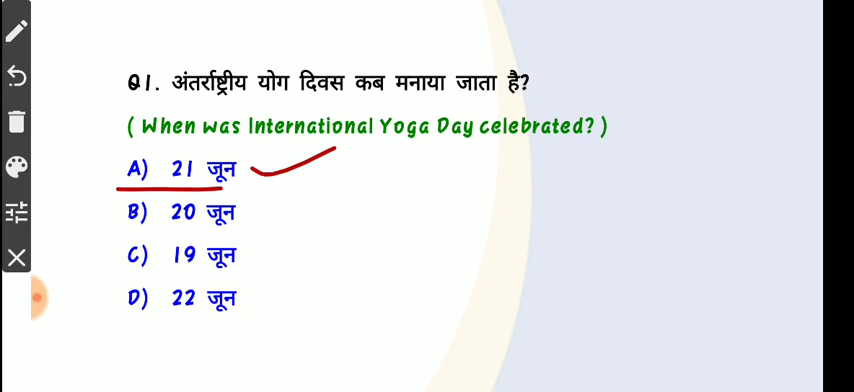 Q1. अंतर्राष्ट्रीय योग दिवस कब मनाया जाता है?
( When was International Yoga Day celebrated? )
A) 21 जून
B) 20 जून
C) 19 जून
D) 22 जून